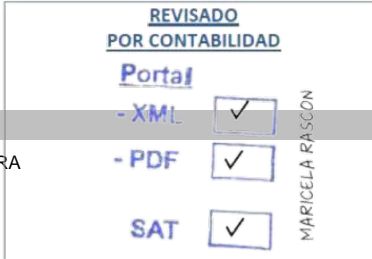 REVISADO
POR CONTABILIDAD
Portal
- XML ✓
RA
- PDF ✓
SAT ✓
MARICELA RASCON